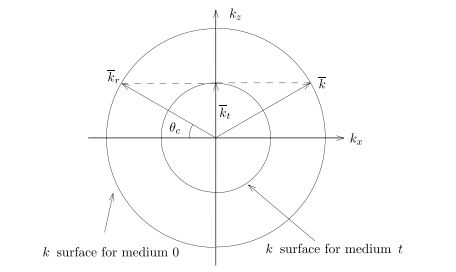 k_z
k̄_r
k̄
k̄_t
θ_c
k_x
k surface for medium 0
k surface for medium t